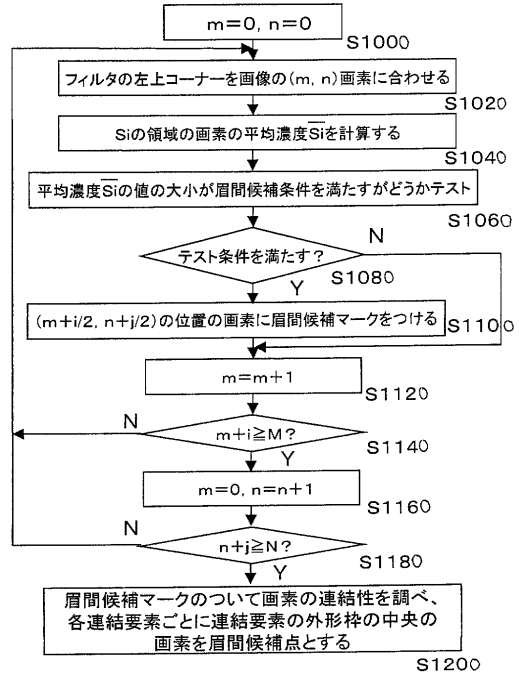 m=0, n=0
S1000
フィルタの左上コーナーを画像の(m, n)画素に合わせる
S1020
Siの領域の画素の平均濃度S̅i̅を計算する
S1040
平均濃度S̅i̅の値の大小が眉間候補条件を満たすがどうかテスト
S1060
テスト条件を満たす?
N
S1080
Y
(m+i/2, n+j/2)の位置の画素に眉間候補マークをつける
S1100
m=m+1
S1120
N
m+i≧M?
S1140
Y
m=0, n=n+1
S1160
N
n+j≧N?
S1180
Y
眉間候補マークのついて画素の連結性を調べ、
各連結要素ごとに連結要素の外形枠の中央の
画素を眉間候補点とする
S1200